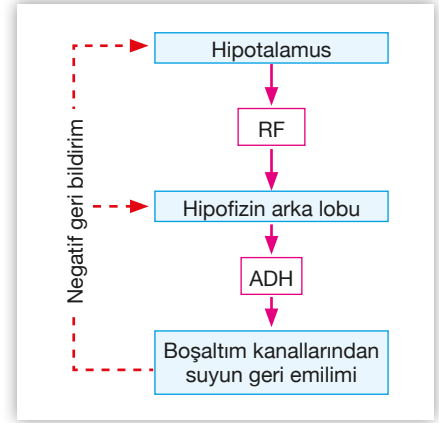 Hipotalamus
RF
Negatif geri bildirim
Hipofizin arka lobu
ADH
Boşaltım kanallarından
suyun geri emilimi